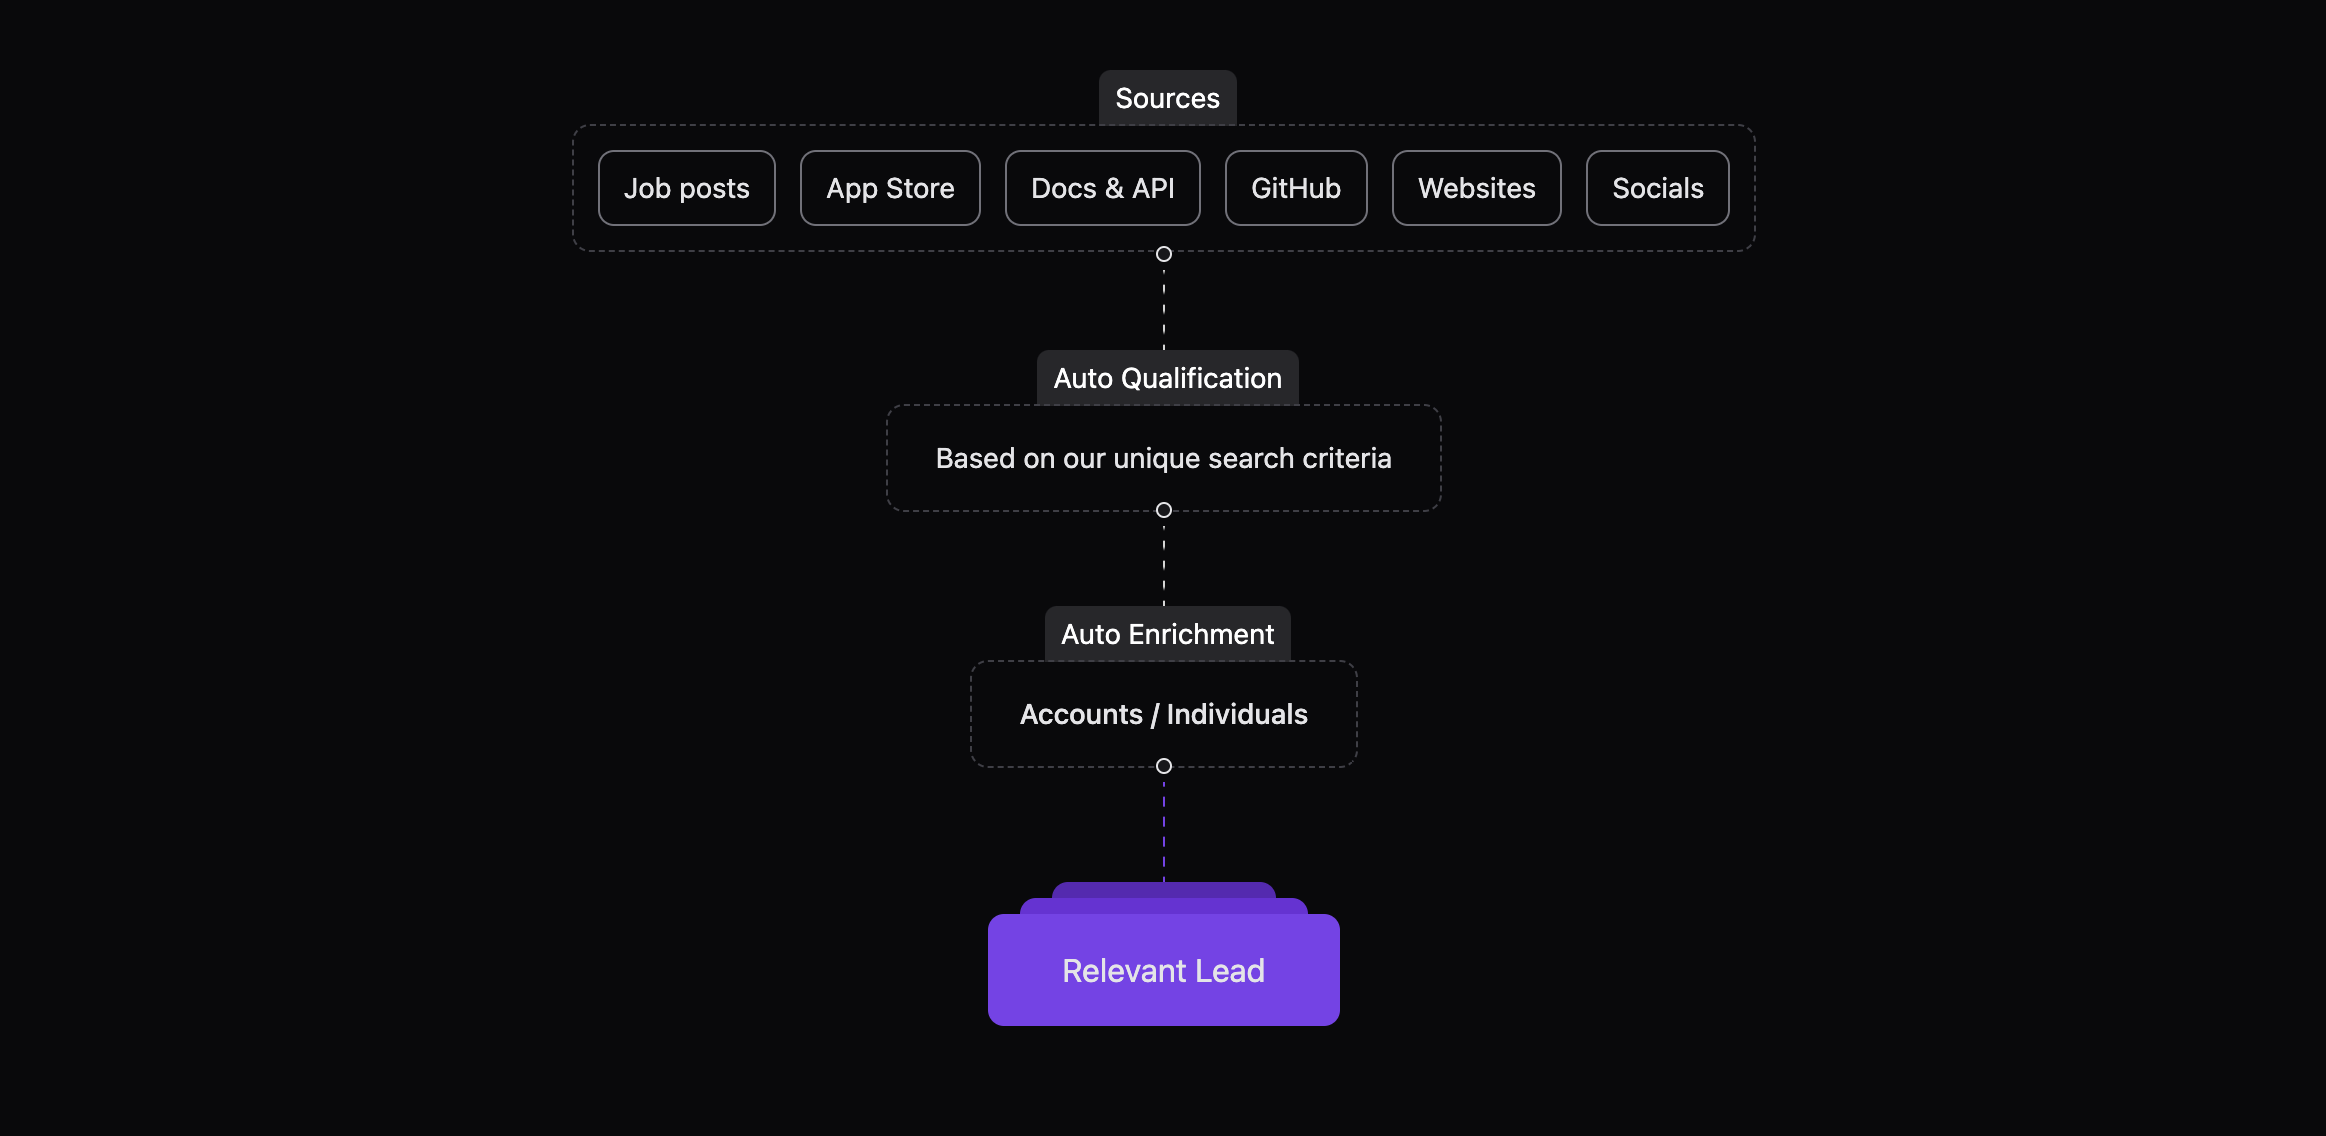 Sources
Job posts App Store Docs & API GitHub Websites Socials
Auto Qualification
Based on our unique search criteria
Auto Enrichment
Accounts / Individuals
Relevant Lead